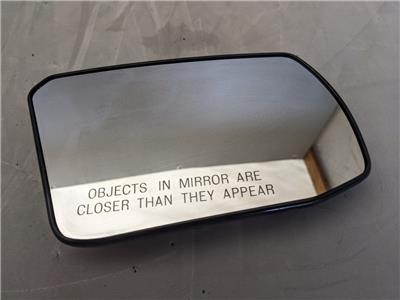 OBJECTS IN MIRROR ARE
CLOSER THAN THEY APPEAR